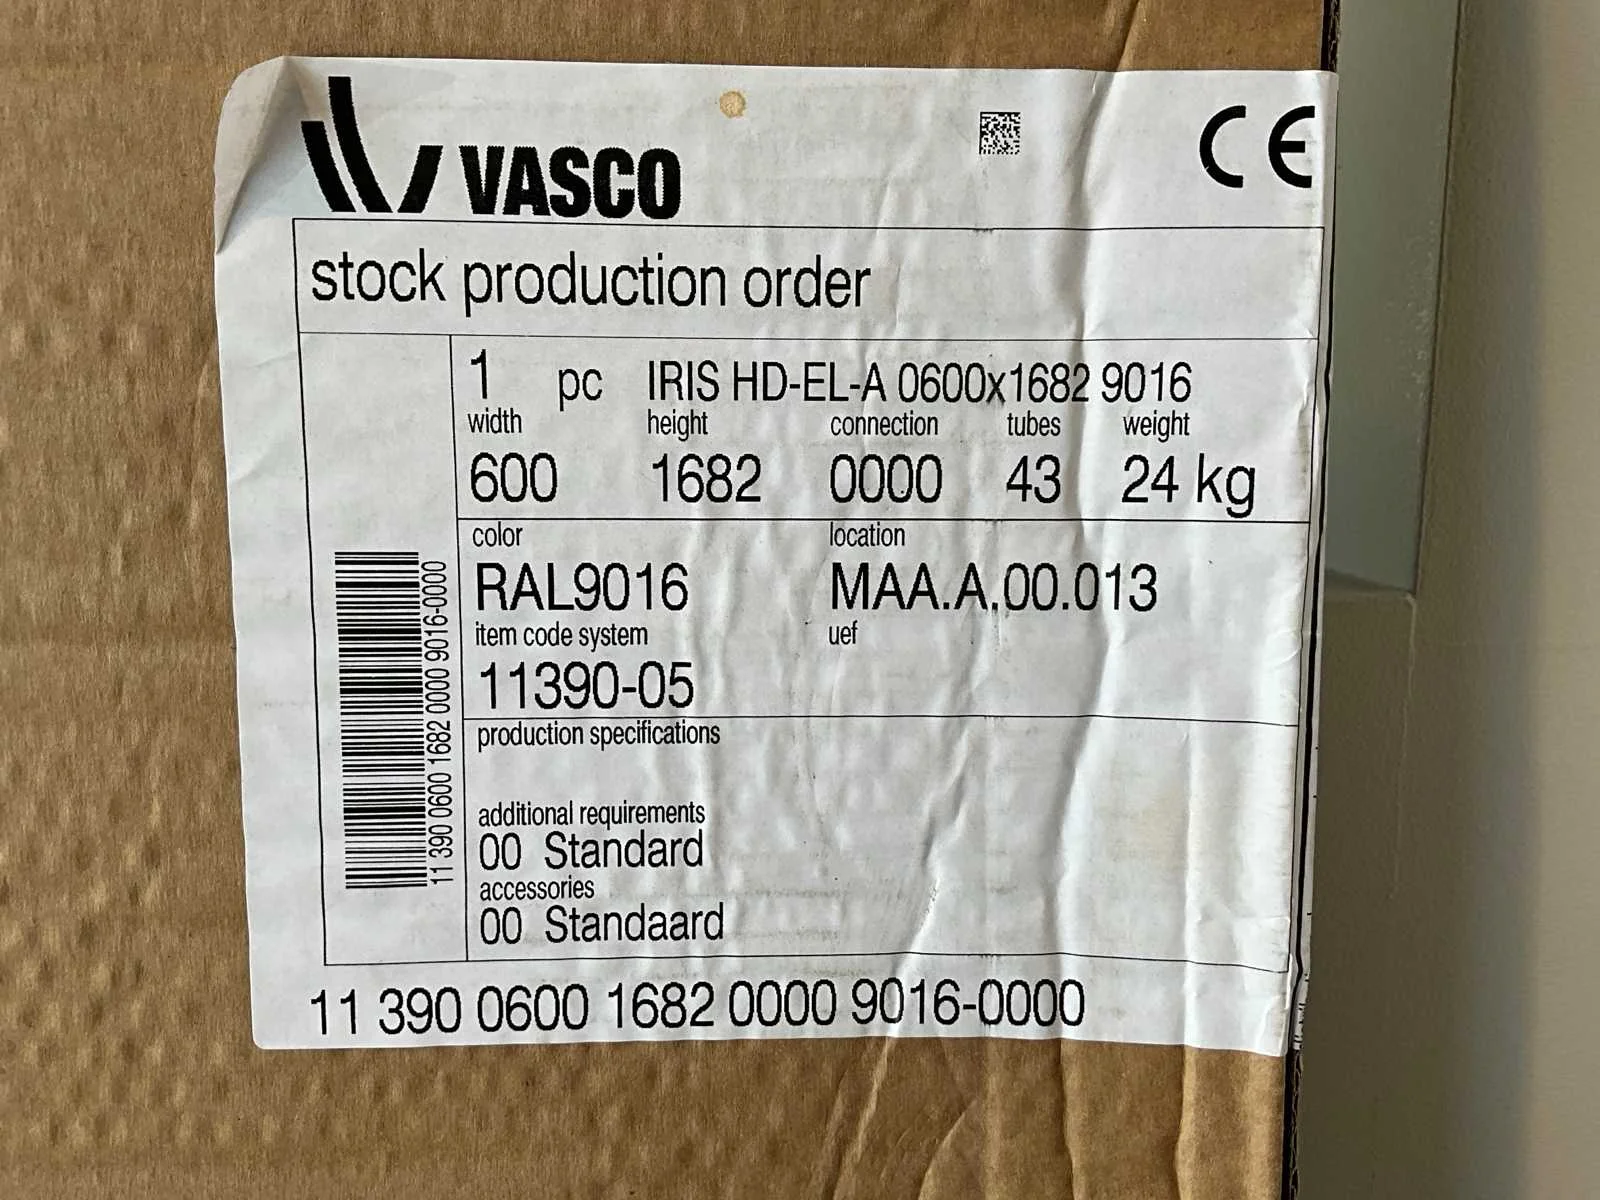 VASCO
CE
stock production order
1 pc IRIS HD-EL-A 0600x1682 9016
width height connection tubes weight
600 1682 0000 43 24 kg
color location
RAL9016 MAA.A.00.013
item code system uef
11390-05
production specifications
additional requirements
00 Standard
accessories
00 Standaard
11 390 0600 1682 0000 9016-0000
11 390 0600 1682 0000 9016-0000